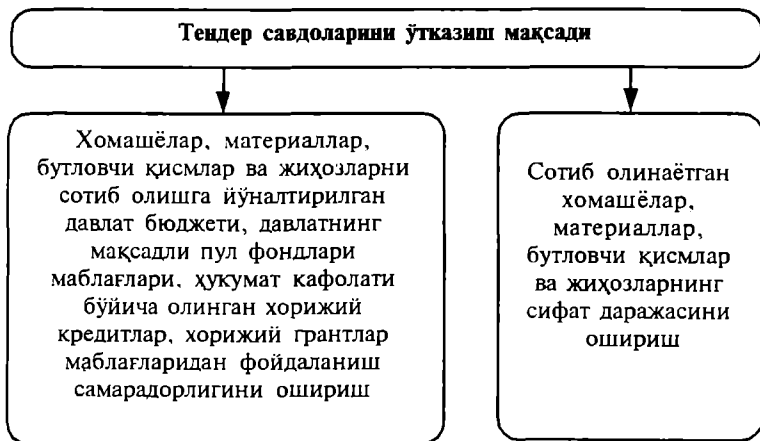 Тендер савдоларини ўтказиш мақсади
Хомашёлар, материаллар,
бутловчи қисмлар ва жиҳозларни
сотиб олишга йўналтирилган
давлат бюджети, давлатнинг
мақсадли пул фондлари
маблағлари, ҳукумат кафолати
бўйича олинган хорижий
кредитлар, хорижий грантлар
маблағларидан фойдаланиш
самарадорлигини ошириш
Сотиб олинаётган
хомашёлар,
материаллар,
бутловчи қисмлар
ва жиҳозларнинг
сифат даражасини
ошириш